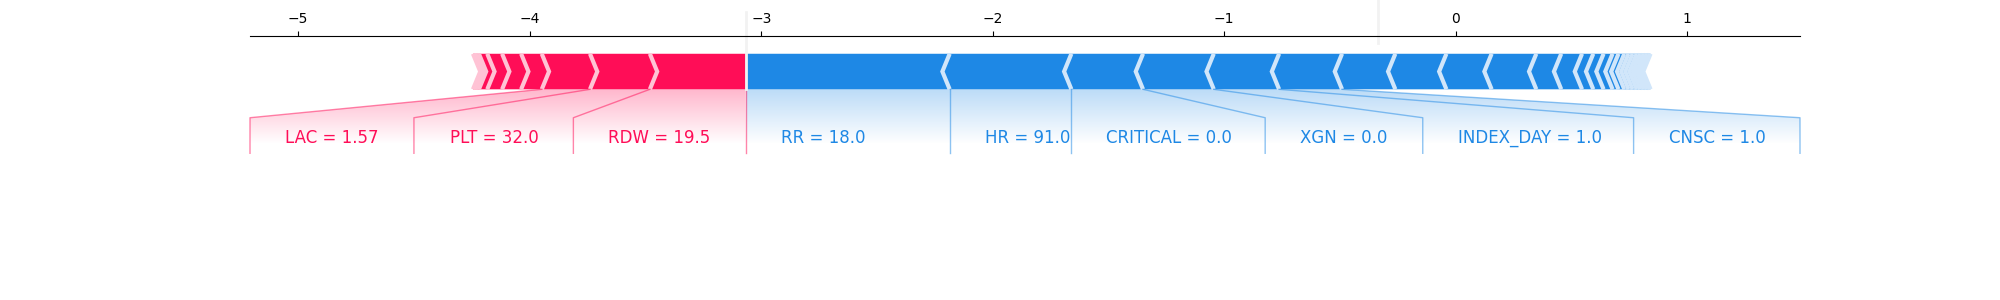 −5 −4 −3 −2 −1 0 1
LAC = 1.57 PLT = 32.0 RDW = 19.5 RR = 18.0 HR = 91.0 CRITICAL = 0.0 XGN = 0.0 INDEX_DAY = 1.0 CNSC = 1.0